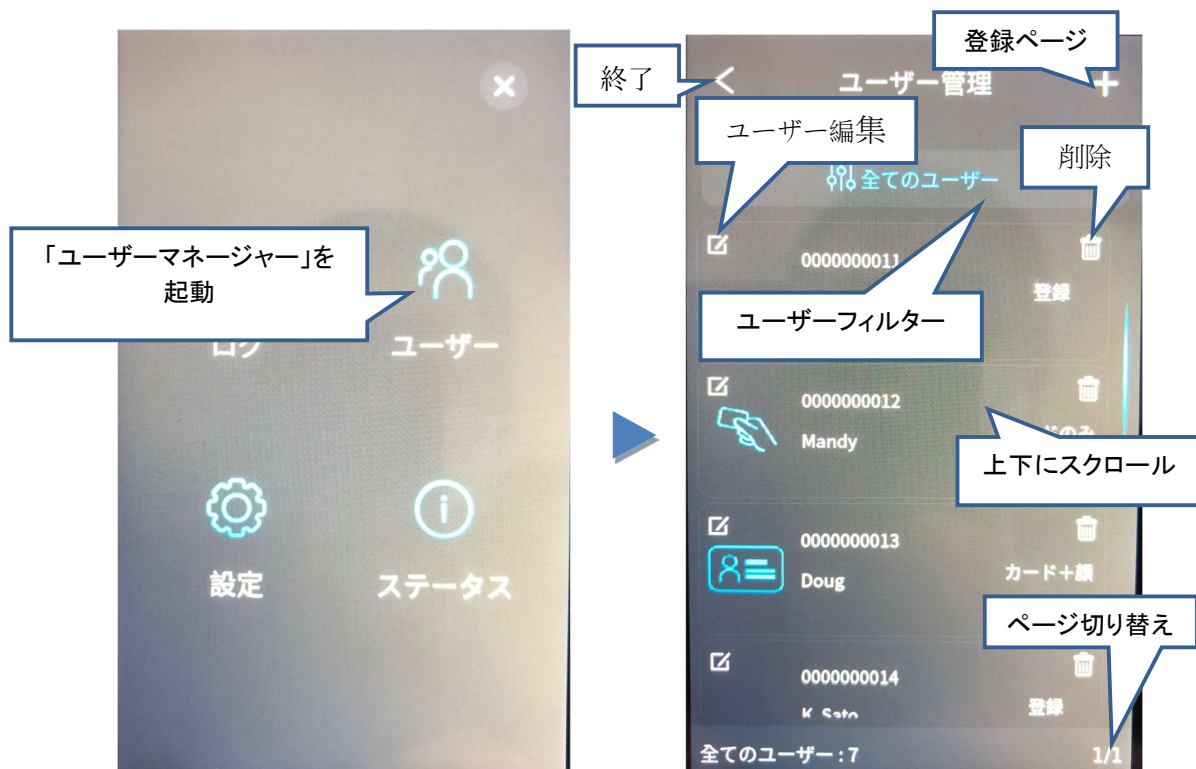 「ユーザーマネージャー」を
起動
ログ
ユーザー
設定
ステータス
終了
登録ページ
ユーザー管理
ユーザー編集
削除
全てのユーザー
0000000011
登録
ユーザーフィルター
0000000012
Mandy
ドのみ
上下にスクロール
0000000013
Doug
カード+顔
ページ切り替え
0000000014
登録
K Sato
全てのユーザー:7
1/1